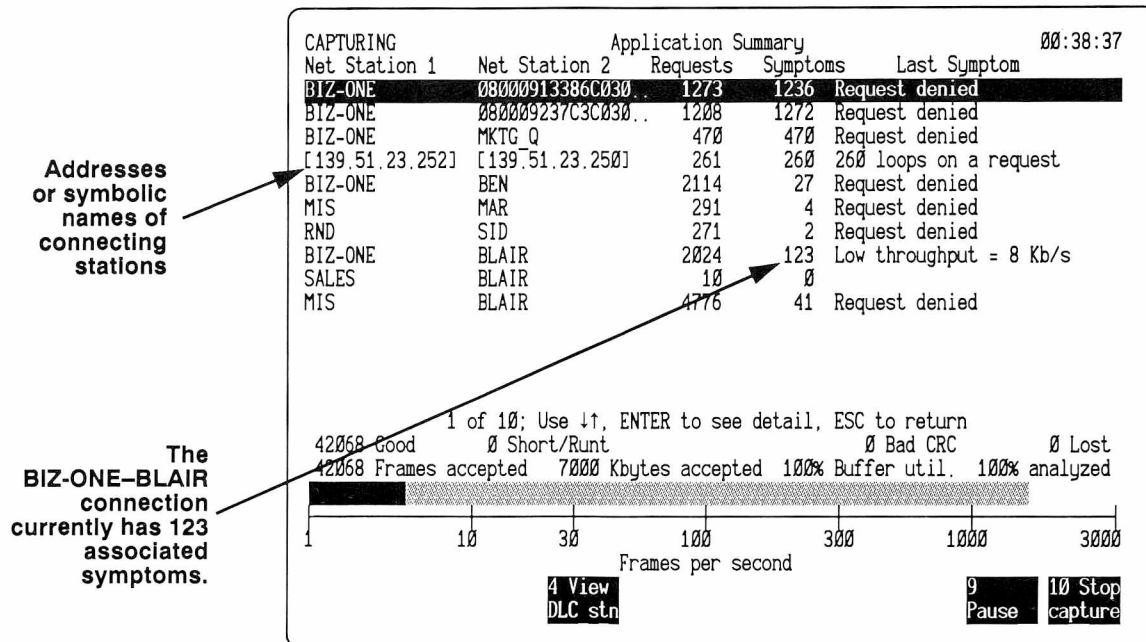 CAPTURING Application Summary 00:38:37
Net Station 1 Net Station 2 Requests Symptoms Last Symptom
BIZ-ONE 08000913386C030.. 1273 1236 Request denied
BIZ-ONE 080009237C3C030.. 1208 1272 Request denied
BIZ-ONE MKTG_Q 470 470 Request denied
[139.51.23.252] [139.51.23.250] 261 260 260 loops on a request
BIZ-ONE BEN 2114 27 Request denied
MIS MAR 291 4 Request denied
RND SID 271 2 Request denied
BIZ-ONE BLAIR 2024 123 Low throughput = 8 Kb/s
SALES BLAIR 10 0
MIS BLAIR 4776 41 Request denied
Addresses
or symbolic
names of
connecting
stations
1 of 10; Use ↓↑, ENTER to see detail, ESC to return
42068 Good 0 Short/Runt 0 Bad CRC 0 Lost
42068 Frames accepted 7000 Kbytes accepted 100% Buffer util. 100% analyzed
The
BIZ-ONE–BLAIR
connection
currently has 123
associated
symptoms.
1 10 30 100 300 1000 3000
Frames per second
4 View 9 10 Stop
DLC stn Pause capture